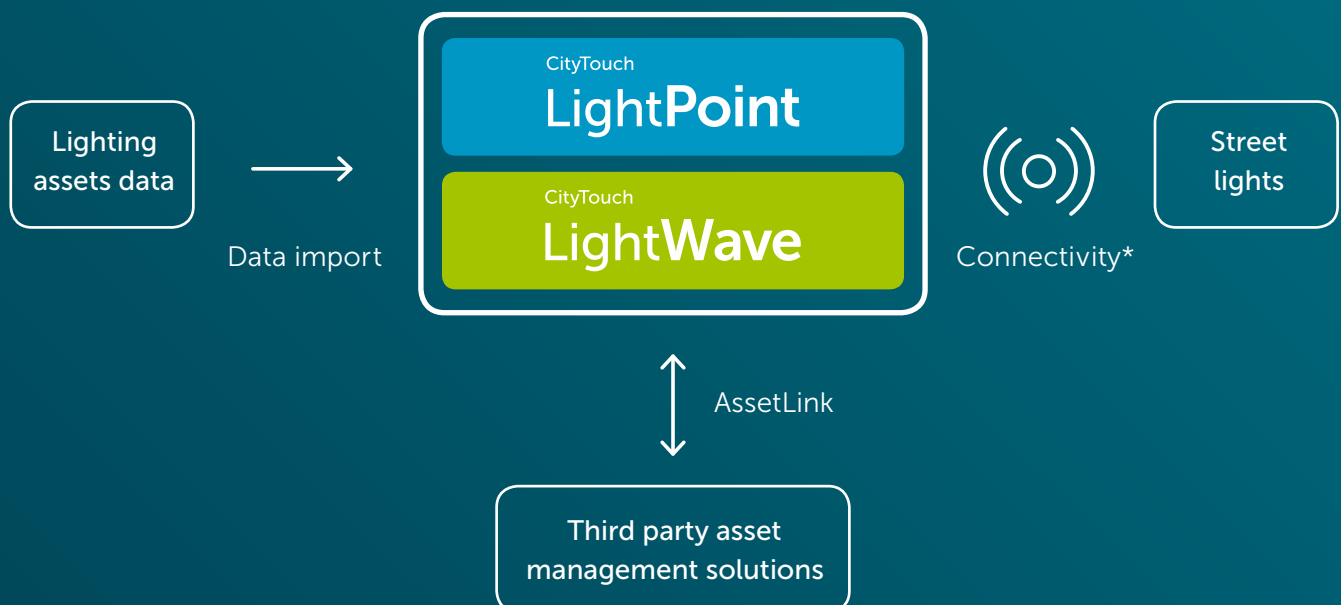 CityTouch
LightPoint
Lighting
assets data
Data import
CityTouch
LightWave
Connectivity*
Street
lights
AssetLink
Third party asset
management solutions